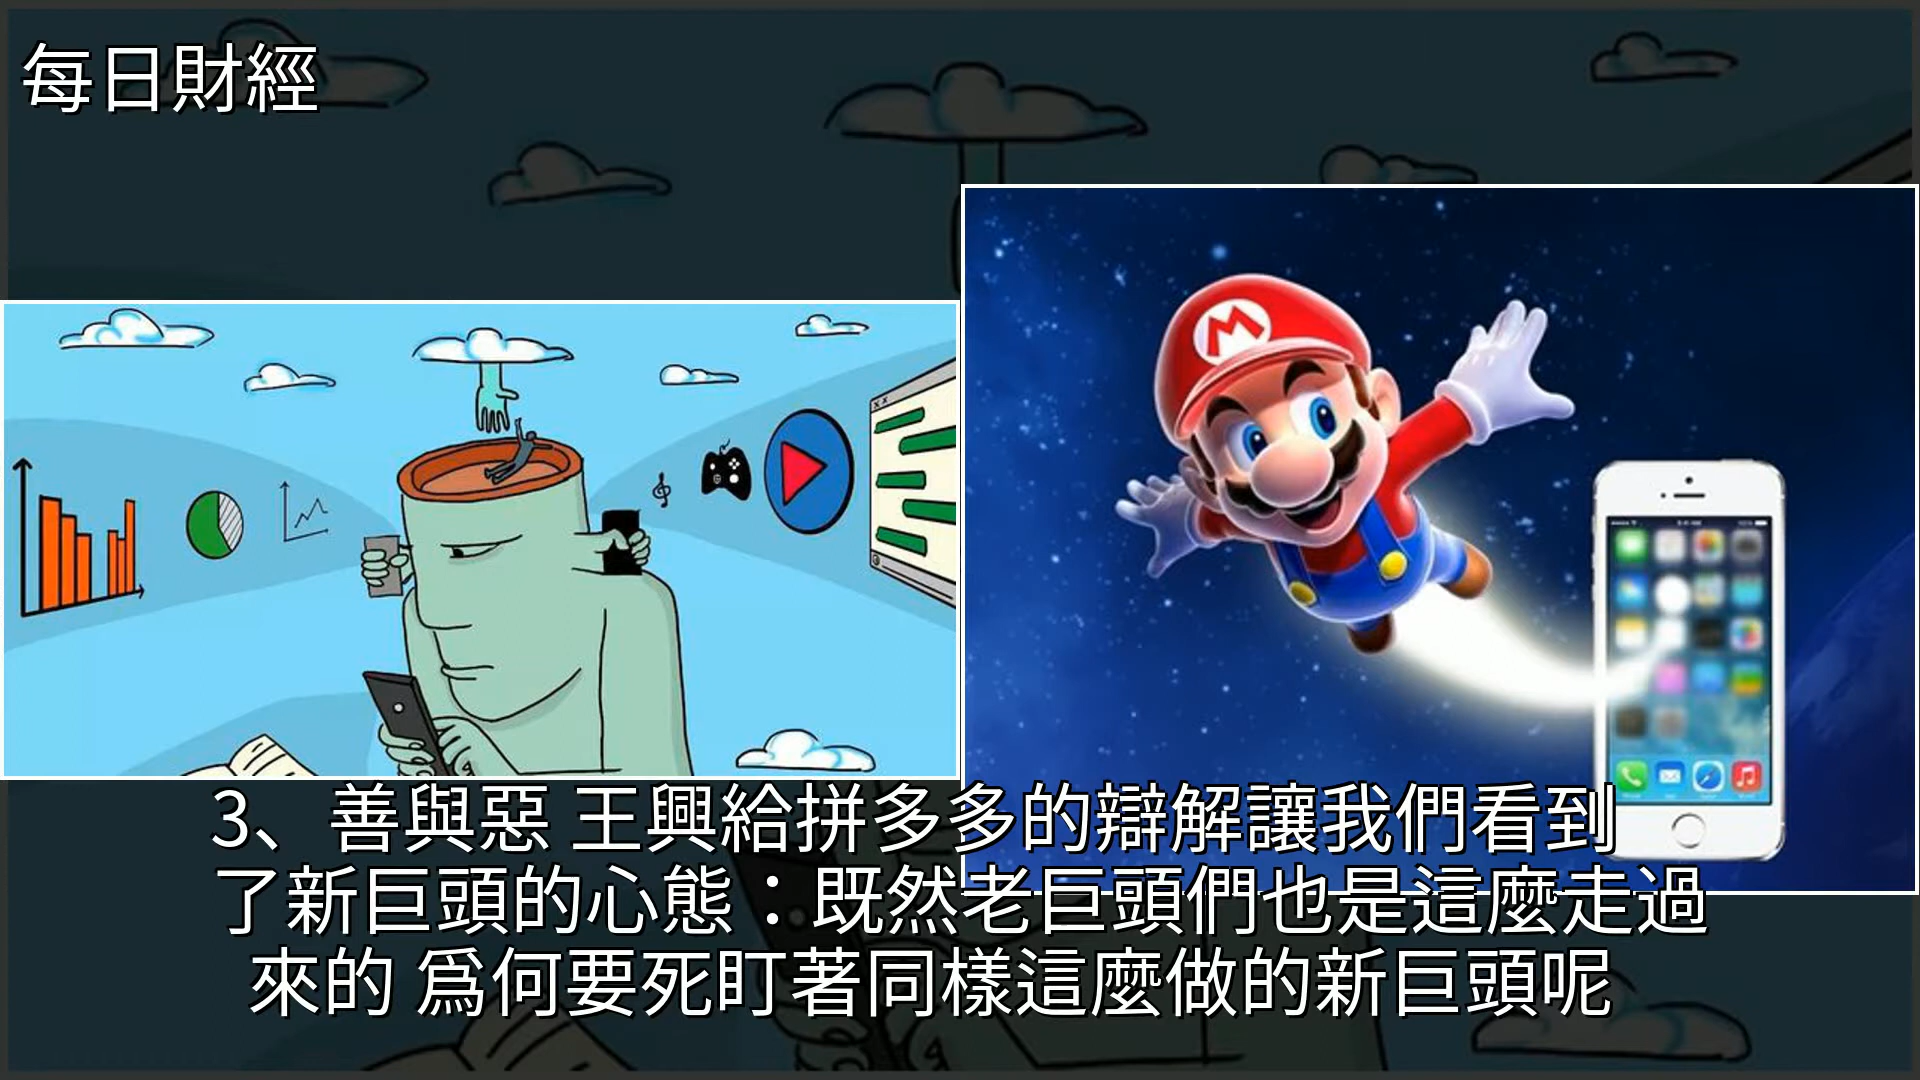 每日財經
M
3、善與惡 王興給拼多多的辯解讓我們看到
了新巨頭的心態：既然老巨頭們也是這麼走過
來的 爲何要死盯著同樣這麼做的新巨頭呢